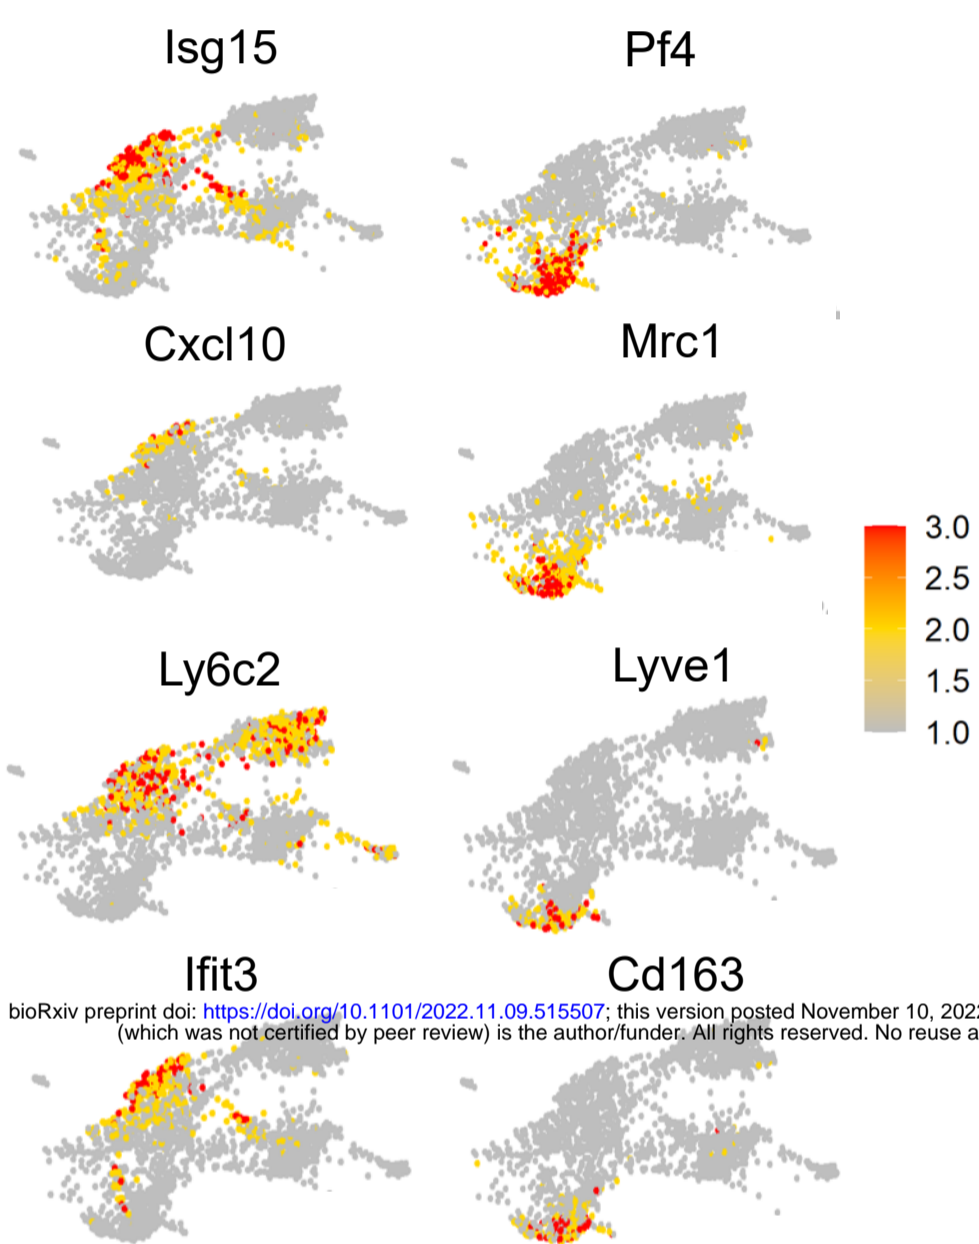 Isg15 Pf4
Cxcl10 Mrc1
3.0
2.5
2.0
1.5
1.0
Ly6c2 Lyve1
Ifit3 Cd163
bioRxiv preprint doi: https://doi.org/10.1101/2022.11.09.515507; this version posted November 10, 202
(which was not certified by peer review) is the author/funder. All rights reserved. No reuse a